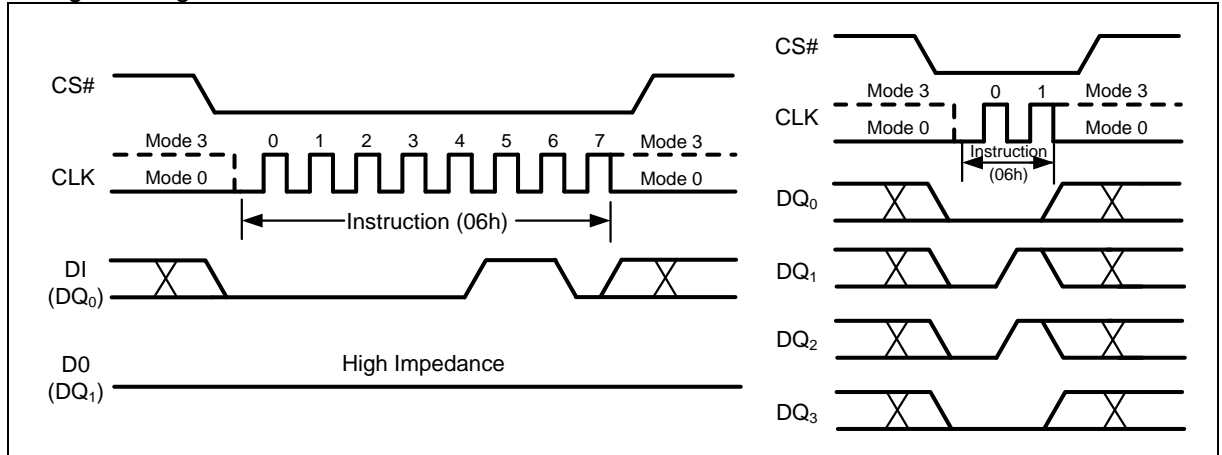 CS#
Mode 3 0 1 2 3 4 5 6 7 Mode 3
CLK
Mode 0 Mode 0
Instruction (06h)
DI
(DQ0)
D0
(DQ1)
High Impedance
CS#
Mode 3 0 1 Mode 3
CLK
Mode 0 Mode 0
Instruction
(06h)
DQ0
DQ1
DQ2
DQ3